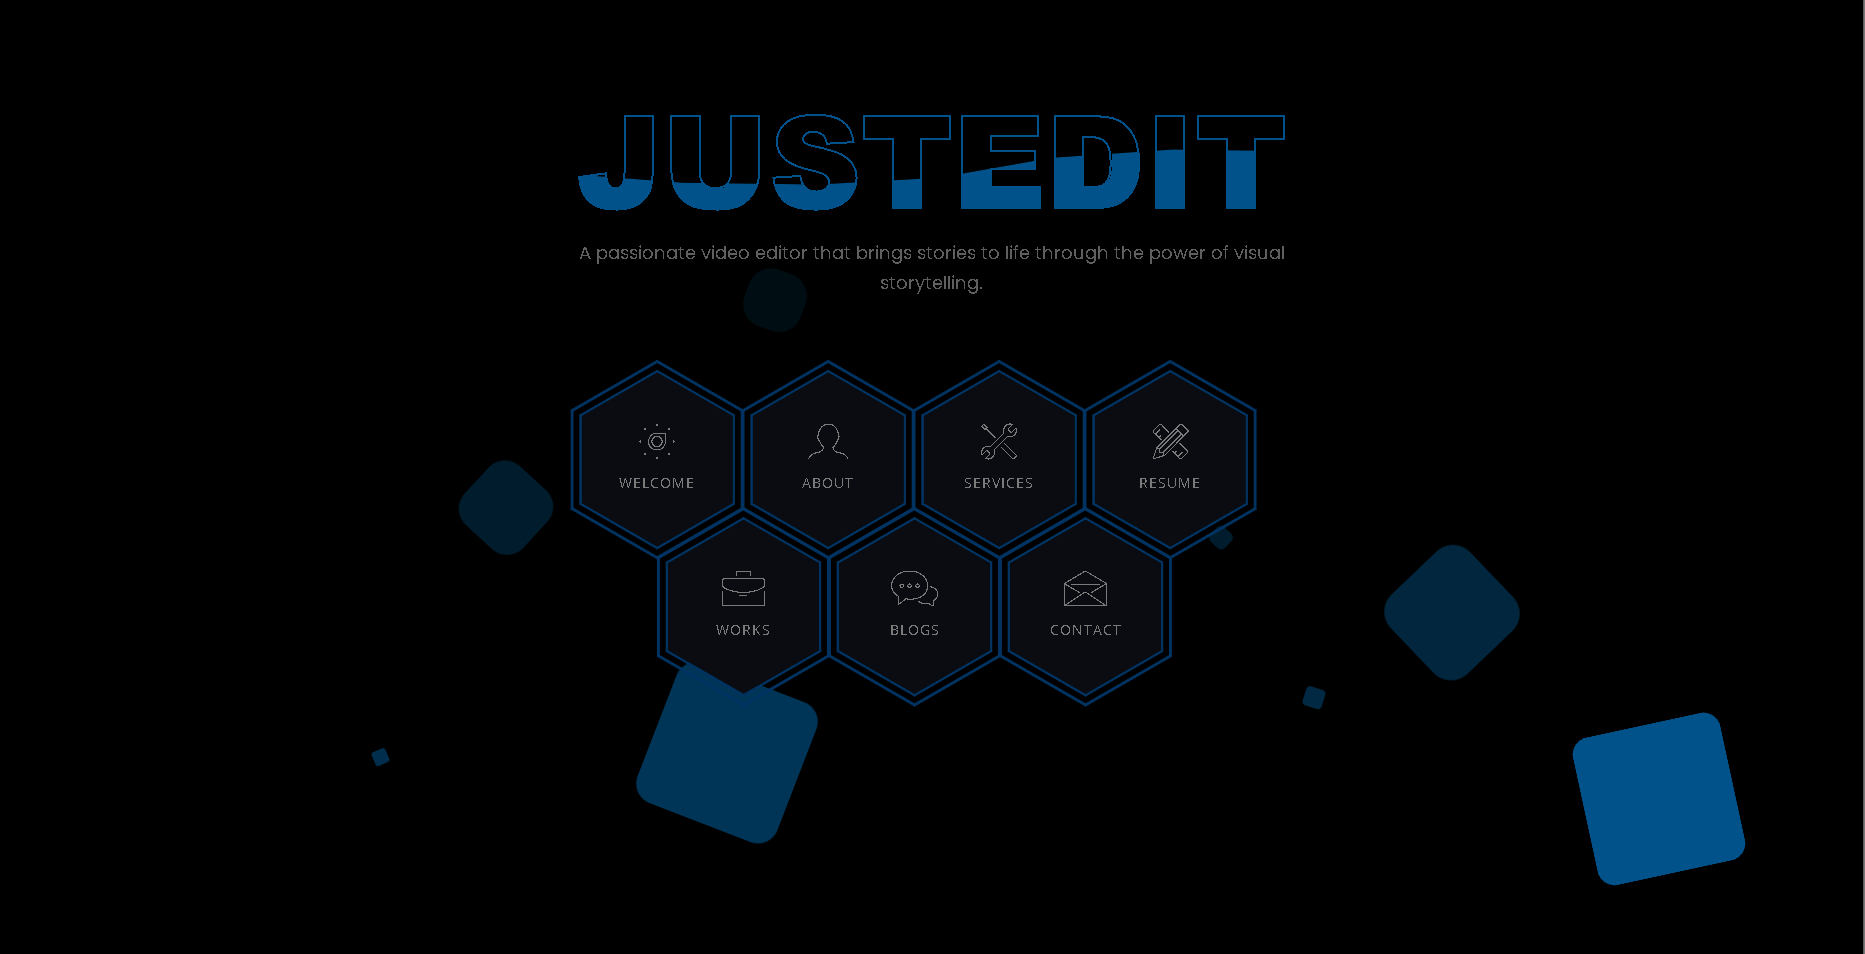 JUSTEDIT
A passionate video editor that brings stories to life through the power of visual
storytelling.
WELCOME
ABOUT
SERVICES
RESUME
WORKS
BLOGS
CONTACT